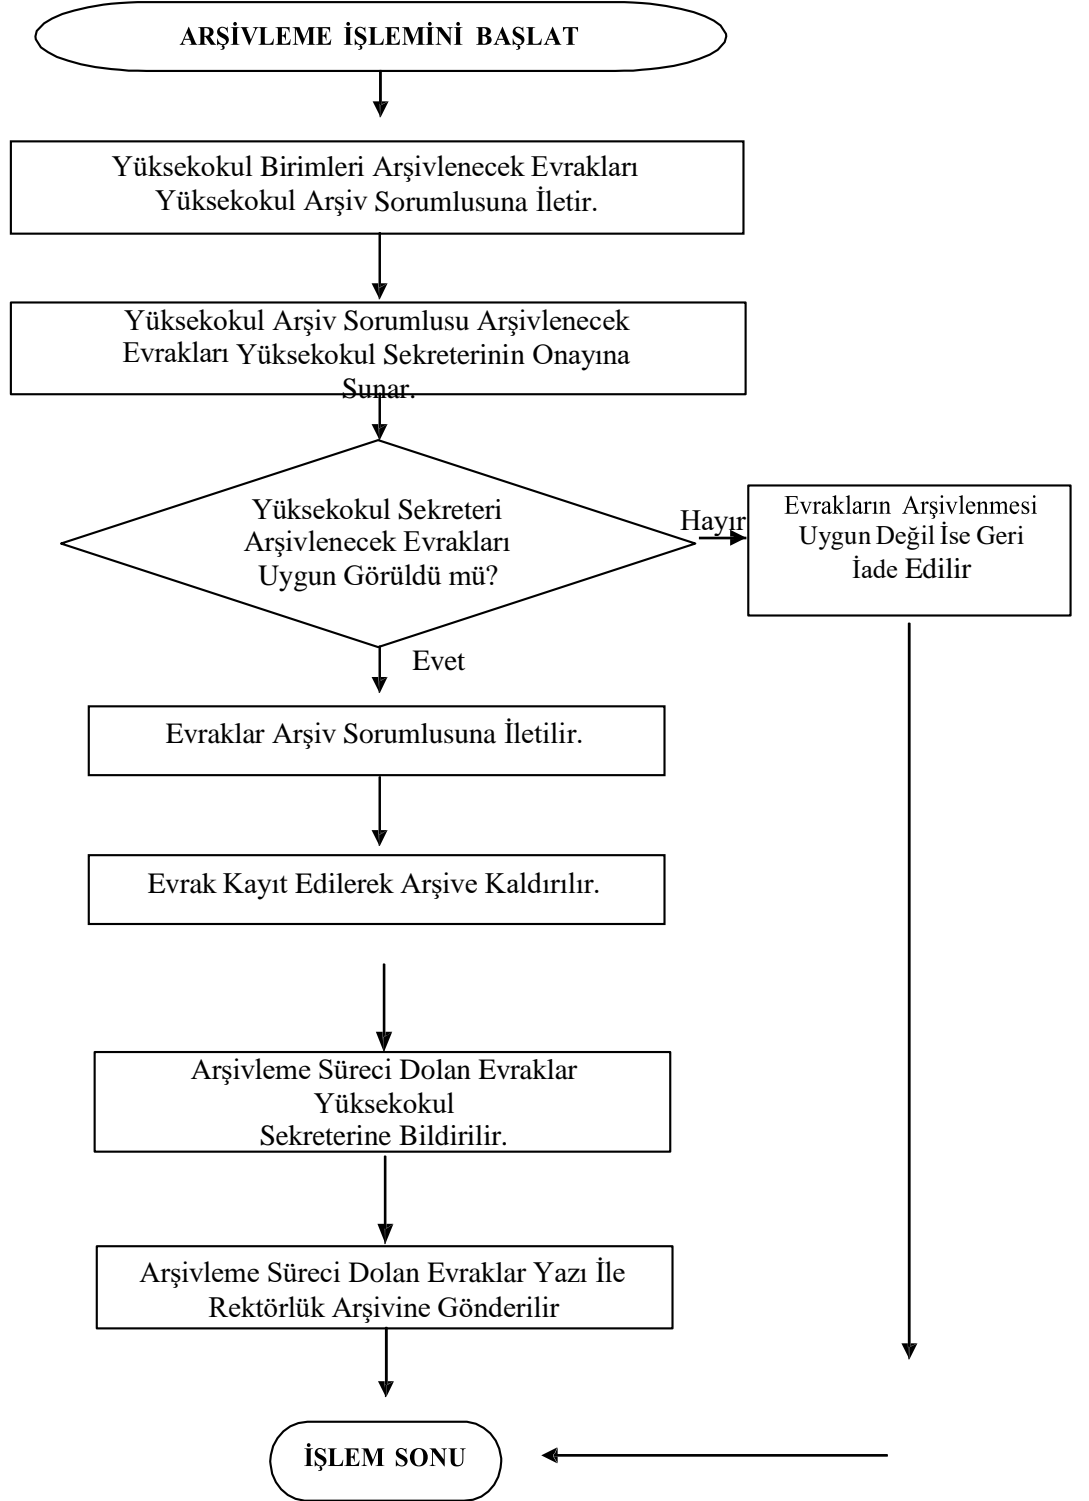 ARŞİVLEME İŞLEMİNİ BAŞLAT
Yüksekokul Birimleri Arşivlenecek Evrakları
Yüksekokul Arşiv Sorumlusuna İletir.
Yüksekokul Arşiv Sorumlusu Arşivlenecek
Evrakları Yüksekokul Sekreterinin Onayına
Sunar.
Yüksekokul Sekreteri
Arşivlenecek Evrakları
Uygun Görüldü mü?
Hayır
Evrakların Arşivlenmesi
Uygun Değil İse Geri
İade Edilir
Evet
Evraklar Arşiv Sorumlusuna İletilir.
Evrak Kayıt Edilerek Arşive Kaldırılır.
Arşivleme Süreci Dolan Evraklar
Yüksekokul
Sekreterine Bildirilir.
Arşivleme Süreci Dolan Evraklar Yazı İle
Rektörlük Arşivine Gönderilir
İŞLEM SONU